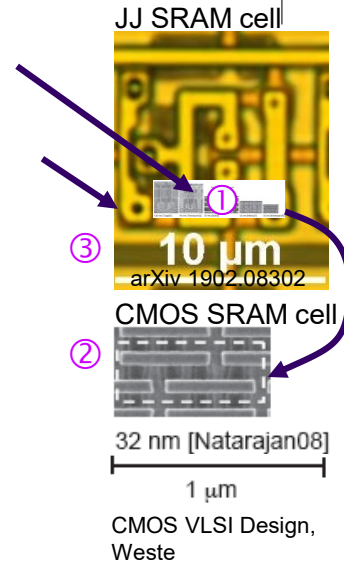 JJ SRAM cell
①
③
10 µm
arXiv 1902.08302
CMOS SRAM cell
②
32 nm [Natarajan08]
1 µm
CMOS VLSI Design,
Weste